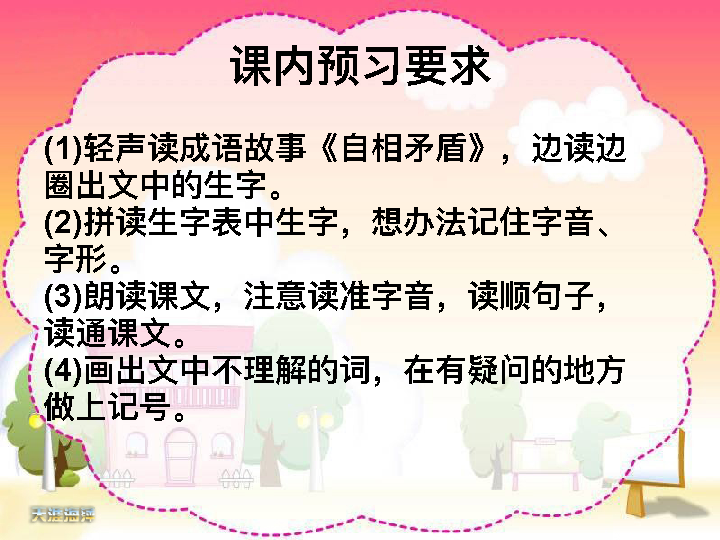 课内预习要求
(1)轻声读成语故事《自相矛盾》，边读边
圈出文中的生字。
(2)拼读生字表中生字，想办法记住字音、
字形。
(3)朗读课文，注意读准字音，读顺句子，
读通课文。
(4)画出文中不理解的词，在有疑问的地方
做上记号。